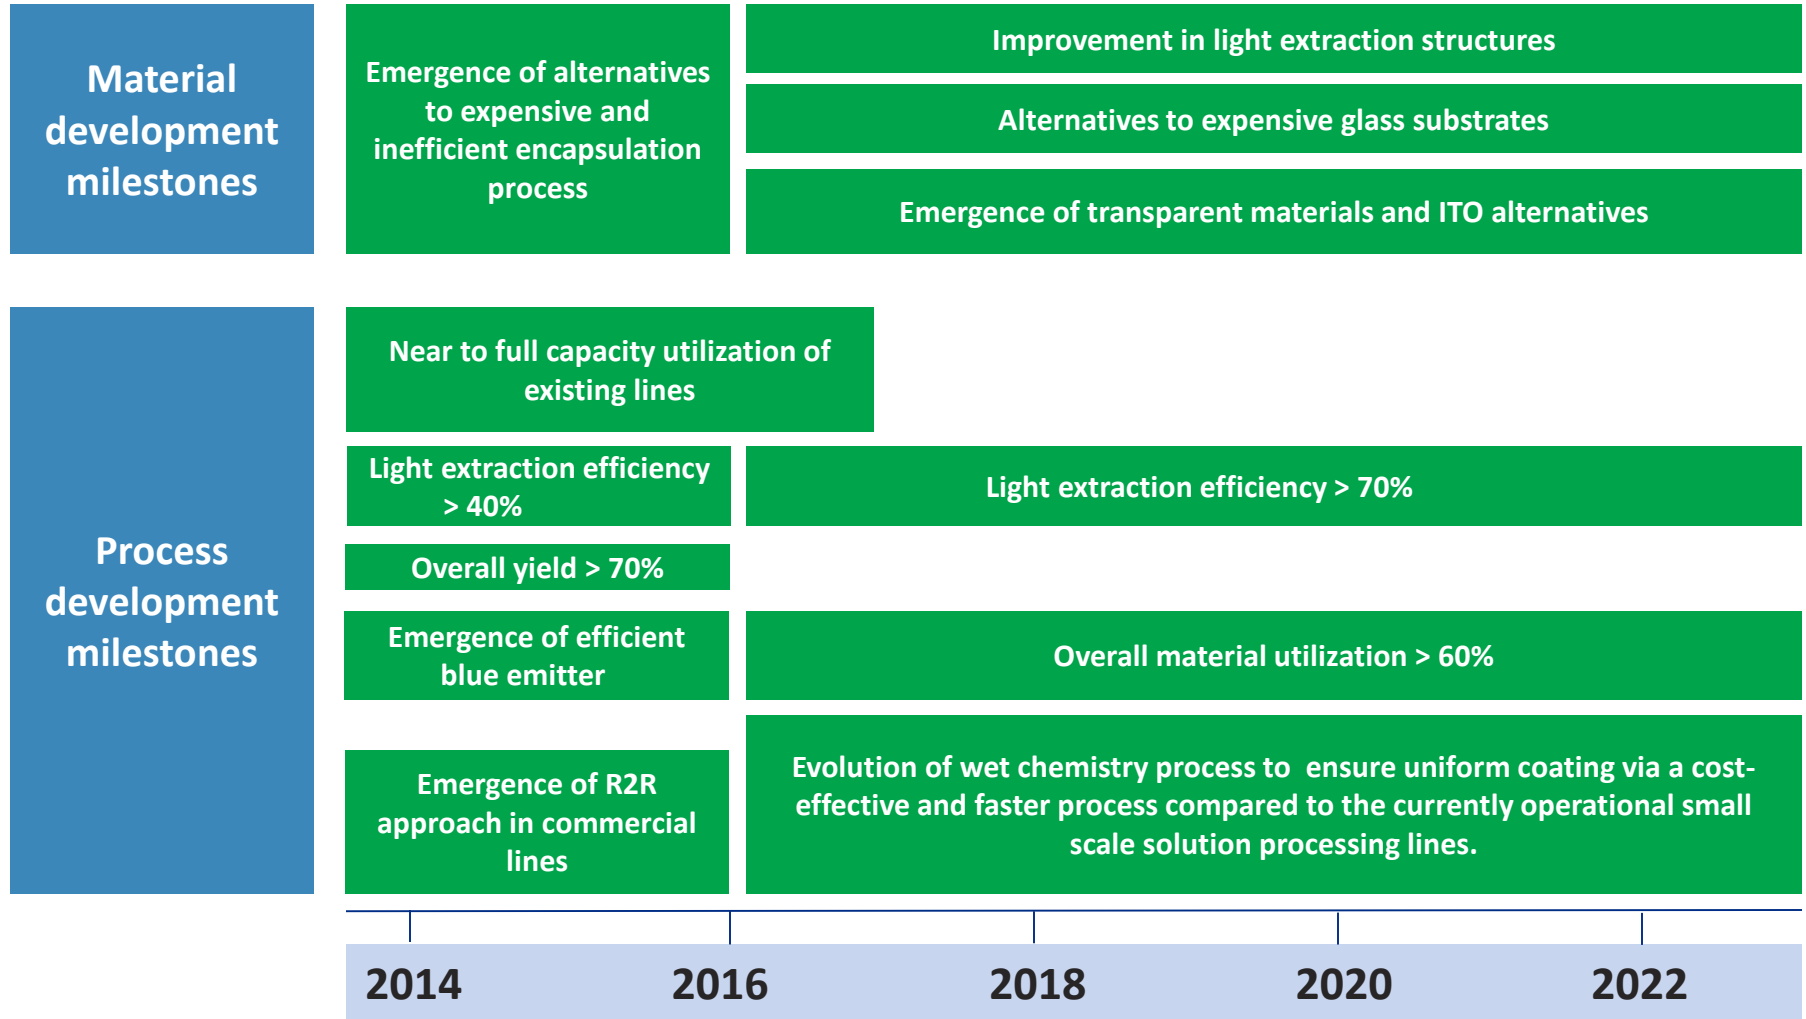 Material
development
milestones
Emergence of alternatives
to expensive and
inefficient encapsulation
process
Improvement in light extraction structures
Alternatives to expensive glass substrates
Emergence of transparent materials and ITO alternatives
Process
development
milestones
Near to full capacity utilization of
existing lines
Light extraction efficiency
> 40%
Light extraction efficiency > 70%
Overall yield > 70%
Emergence of efficient
blue emitter
Overall material utilization > 60%
Emergence of R2R
approach in commercial
lines
Evolution of wet chemistry process to  ensure uniform coating via a cost-
effective and faster process compared to the currently operational small
scale solution processing lines.
2014 2016 2018 2020 2022